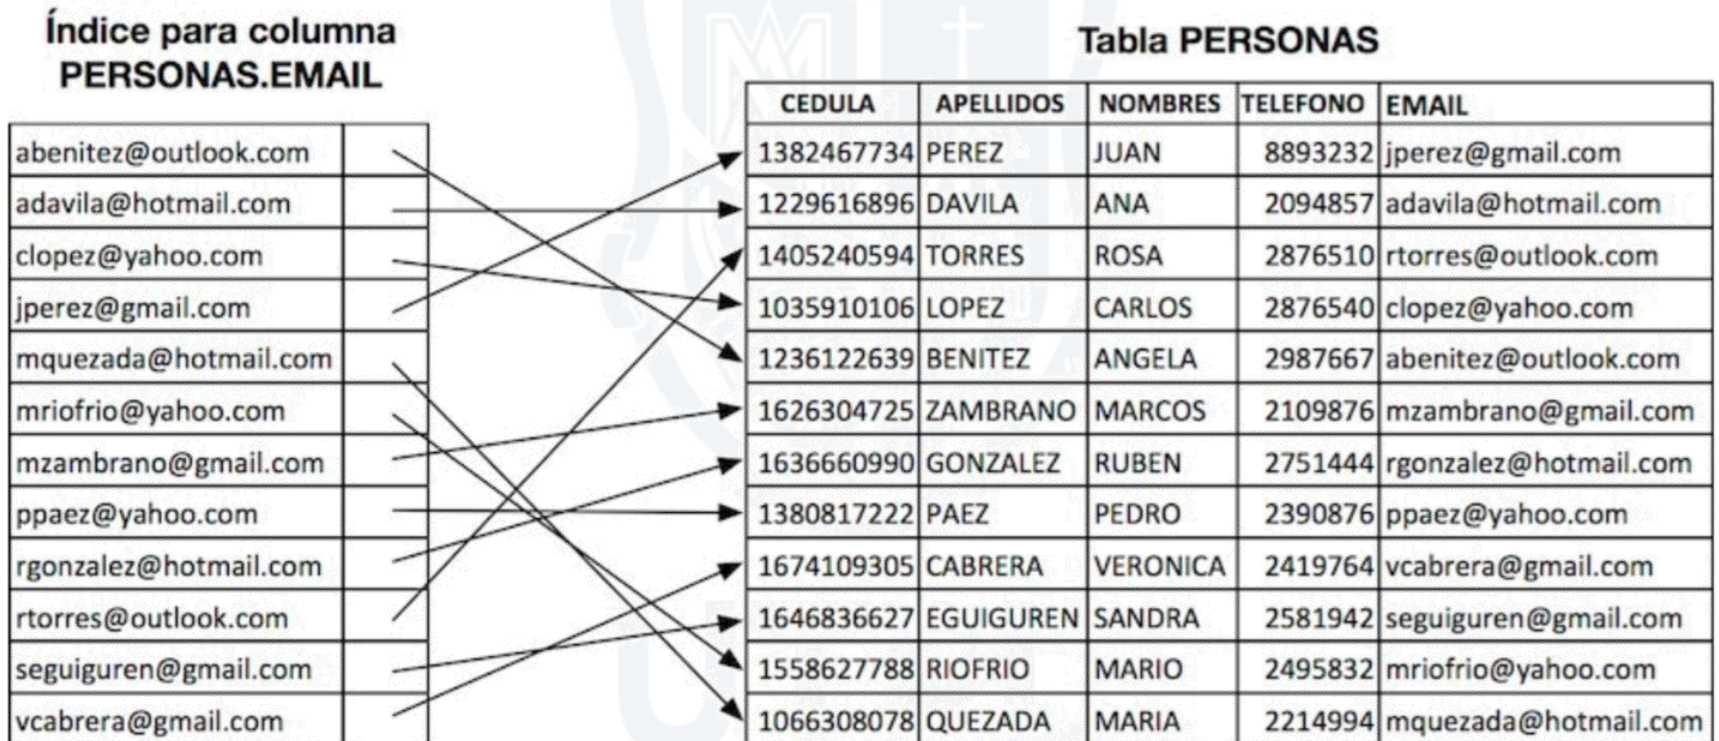 Índice para columna
PERSONAS.EMAIL
abenitez@outlook.com
adavila@hotmail.com
clopez@yahoo.com
jperez@gmail.com
mquezada@hotmail.com
mriofrio@yahoo.com
mzambrano@gmail.com
ppaez@yahoo.com
rgonzalez@hotmail.com
rtorres@outlook.com
seguiguren@gmail.com
vcabrera@gmail.com
Tabla PERSONAS
CEDULA APELLIDOS NOMBRES TELEFONO EMAIL
1382467734 PEREZ JUAN 8893232 jperez@gmail.com
1229616896 DAVILA ANA 2094857 adavila@hotmail.com
1405240594 TORRES ROSA 2876510 rtorres@outlook.com
1035910106 LOPEZ CARLOS 2876540 clopez@yahoo.com
1236122639 BENITEZ ANGELA 2987667 abenitez@outlook.com
1626304725 ZAMBRANO MARCOS 2109876 mzambrano@gmail.com
1636660990 GONZALEZ RUBEN 2751444 rgonzalez@hotmail.com
1380817222 PAEZ PEDRO 2390876 ppaez@yahoo.com
1674109305 CABRERA VERONICA 2419764 vcabrera@gmail.com
1646836627 EGUIGUREN SANDRA 2581942 seguiguren@gmail.com
1558627788 RIOFRIO MARIO 2495832 mriofrio@yahoo.com
1066308078 QUEZADA MARIA 2214994 mquezada@hotmail.com